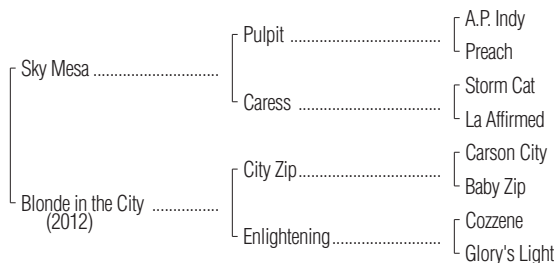 A.P. Indy
Pulpit ........................................
Preach
Sky Mesa .................................
Storm Cat
Caress ......................................
La Affirmed
Carson City
City Zip.....................................
Baby Zip
Blonde in the City .................
(2012)
Cozzene
Enlightening............................
Glory's Light